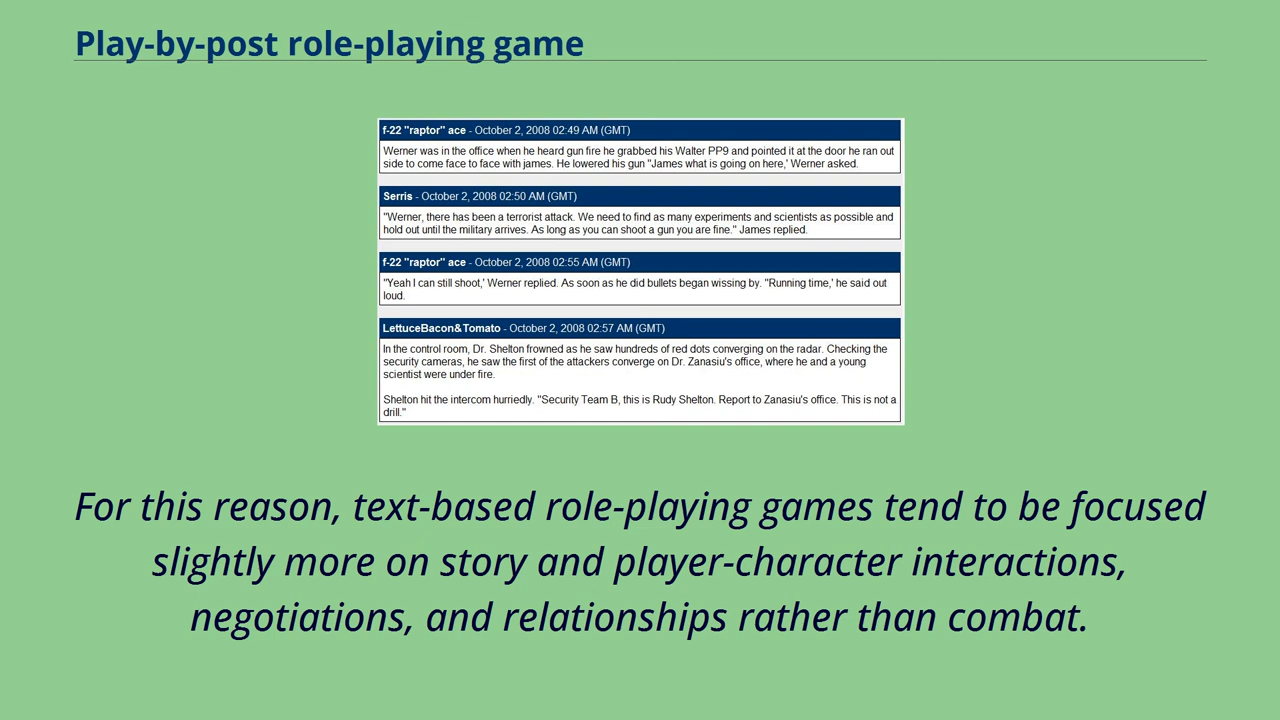 Play-by-post role-playing game
f-22 "raptor" ace - October 2, 2008 02:49 AM (GMT)
Werner was in the office when he heard gun fire he grabbed his Walter PP9 and pointed it at the door he ran out
side to come face to face with james. He lowered his gun "James what is going on here,' Werner asked.
Serris - October 2, 2008 02:50 AM (GMT)
"Werner, there has been a terrorist attack. We need to find as many experiments and scientists as possible and
hold out until the military arrives. As long as you can shoot a gun you are fine." James replied.
f-22 "raptor" ace - October 2, 2008 02:55 AM (GMT)
"Yeah I can still shoot,' Werner replied. As soon as he did bullets began wissing by. "Running time,' he said out
loud.
LettuceBacon&Tomato - October 2, 2008 02:57 AM (GMT)
In the control room, Dr. Shelton frowned as he saw hundreds of red dots converging on the radar. Checking the
security cameras, he saw the first of the attackers converge on Dr. Zanasiu's office, where he and a young
scientist were under fire.
Shelton hit the intercom hurriedly. "Security Team B, this is Rudy Shelton. Report to Zanasiu's office. This is not a
drill."
For this reason, text-based role-playing games tend to be focused
slightly more on story and player-character interactions,
negotiations, and relationships rather than combat.